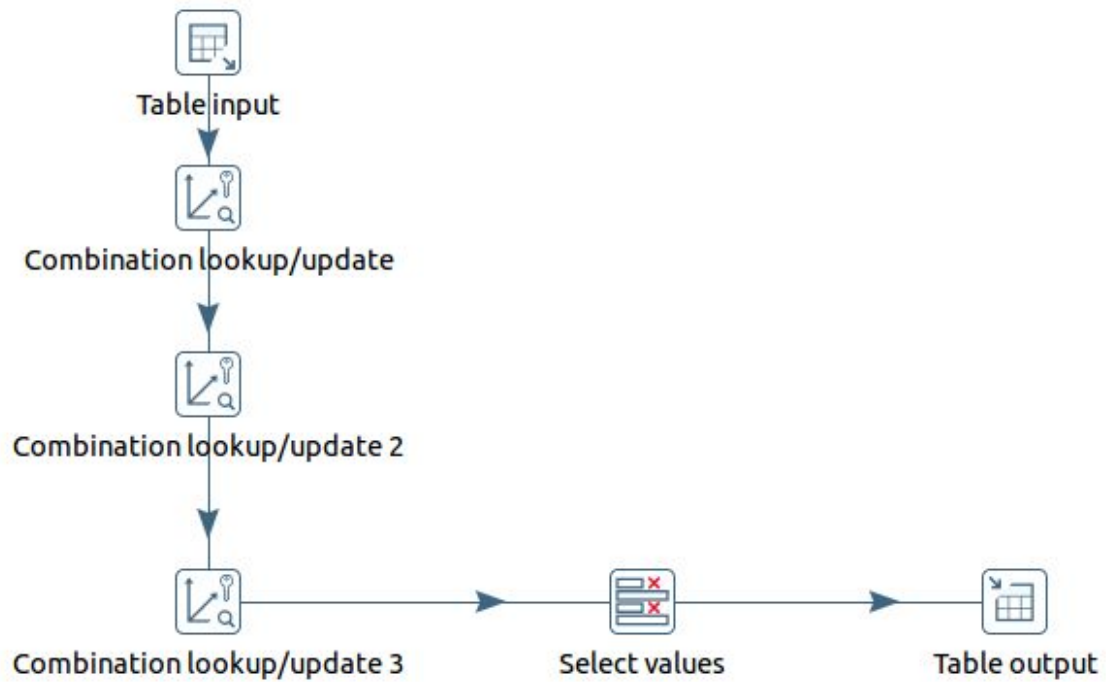 Table input
Combination lookup/update
Combination lookup/update 2
Combination lookup/update 3
Select values
Table output